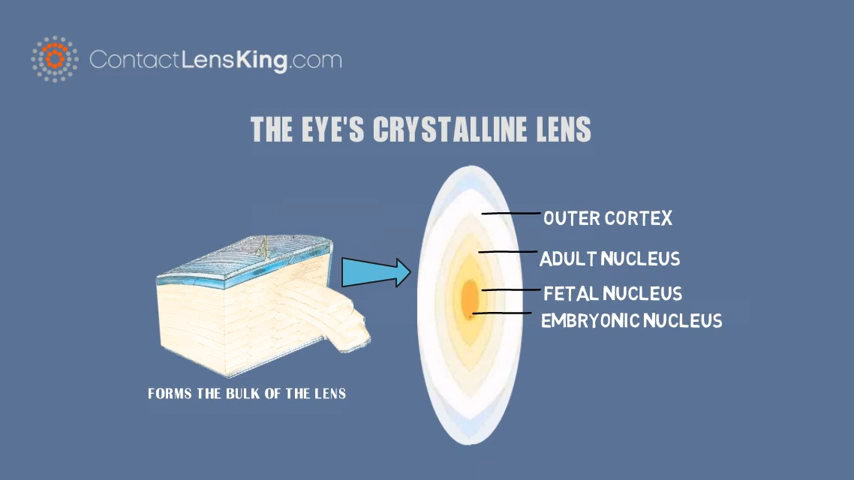 ContactLensKing.com
THE EYE'S CRYSTALLINE LENS
OUTER CORTEX
ADULT NUCLEUS
FETAL NUCLEUS
EMBRYONIC NUCLEUS
FORMS THE BULK OF THE LENS